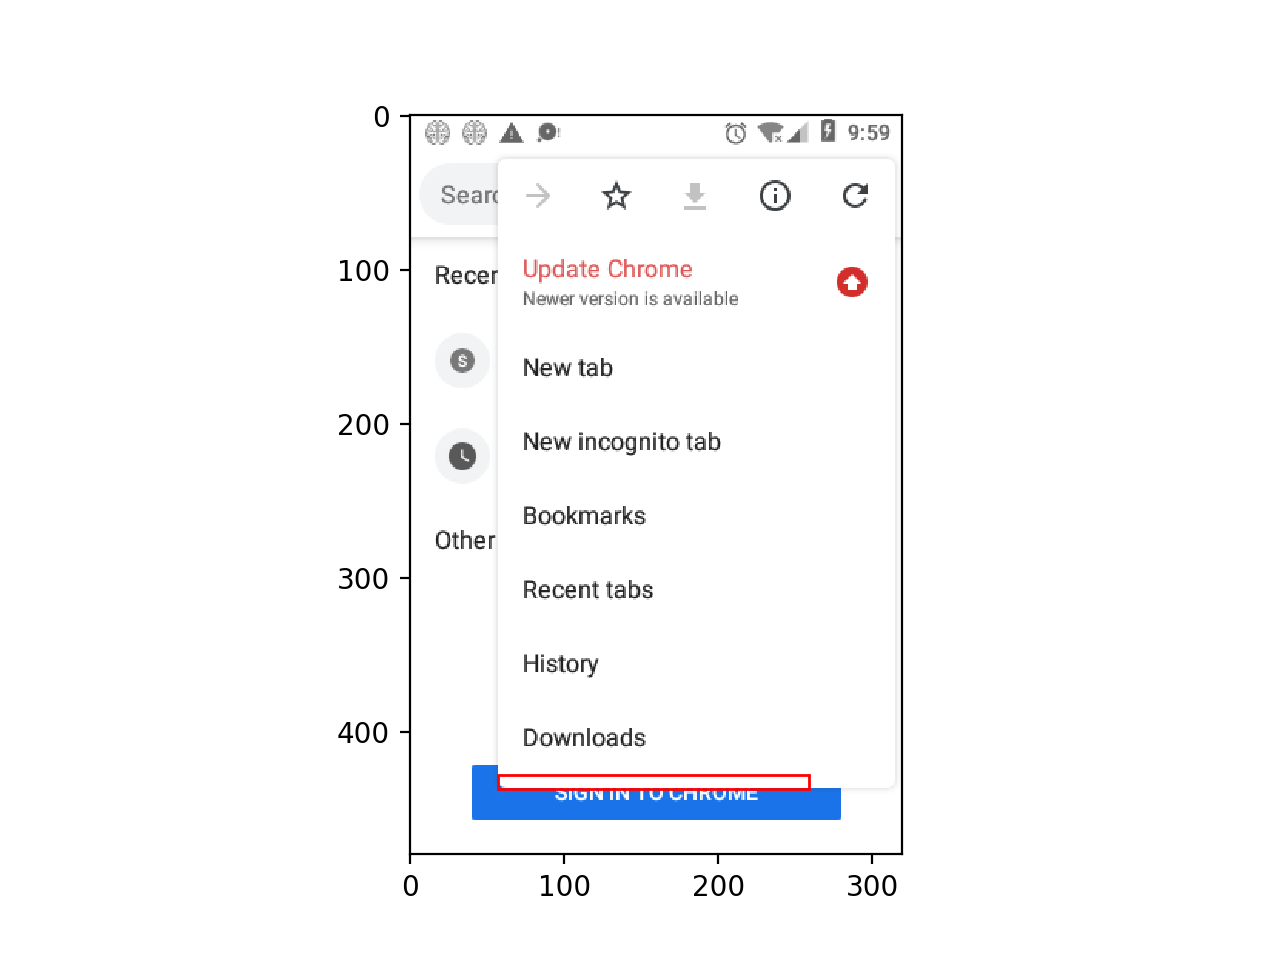 0
9:59
Searc
Update Chrome
Newer version is available
100
Recen
New tab
S
200
New incognito tab
Bookmarks
Other
300
Recent tabs
History
400
Downloads
SIGN IN TO CHROME
0
100
200
300